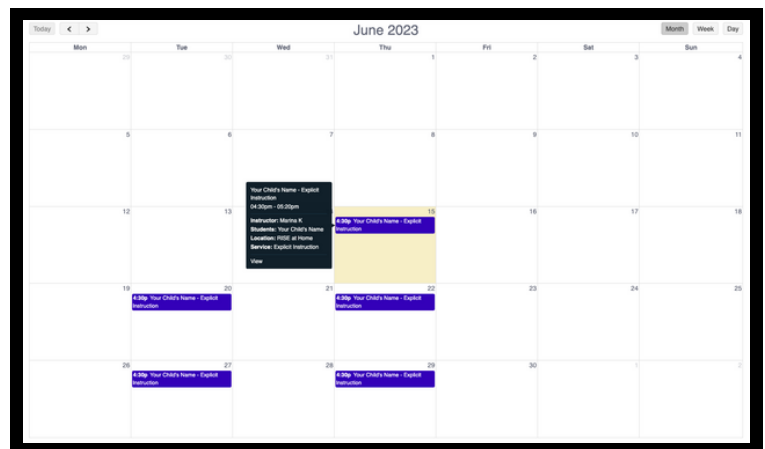 Today < >
June 2023
Month Week Day
Mon Tue Wed Thu Fri Sat Sun
29 30 31 1 2 3 4
5 6 7 8 9 10 11
12 13 15 16 17 18
Your Child's Name - Explicit
Instruction
04:30pm - 05:20pm
Instructor: Marina K
Students: Your Child's Name
Location: RISE at Home
Service: Explicit Instruction
View
4:30p Your Child's Name - Explicit
Instruction
19 20 21 22 23 24 25
4:30p Your Child's Name - Explicit
Instruction
4:30p Your Child's Name - Explicit
Instruction
26 27 28 29 30 1 2
4:30p Your Child's Name - Explicit
Instruction
4:30p Your Child's Name - Explicit
Instruction